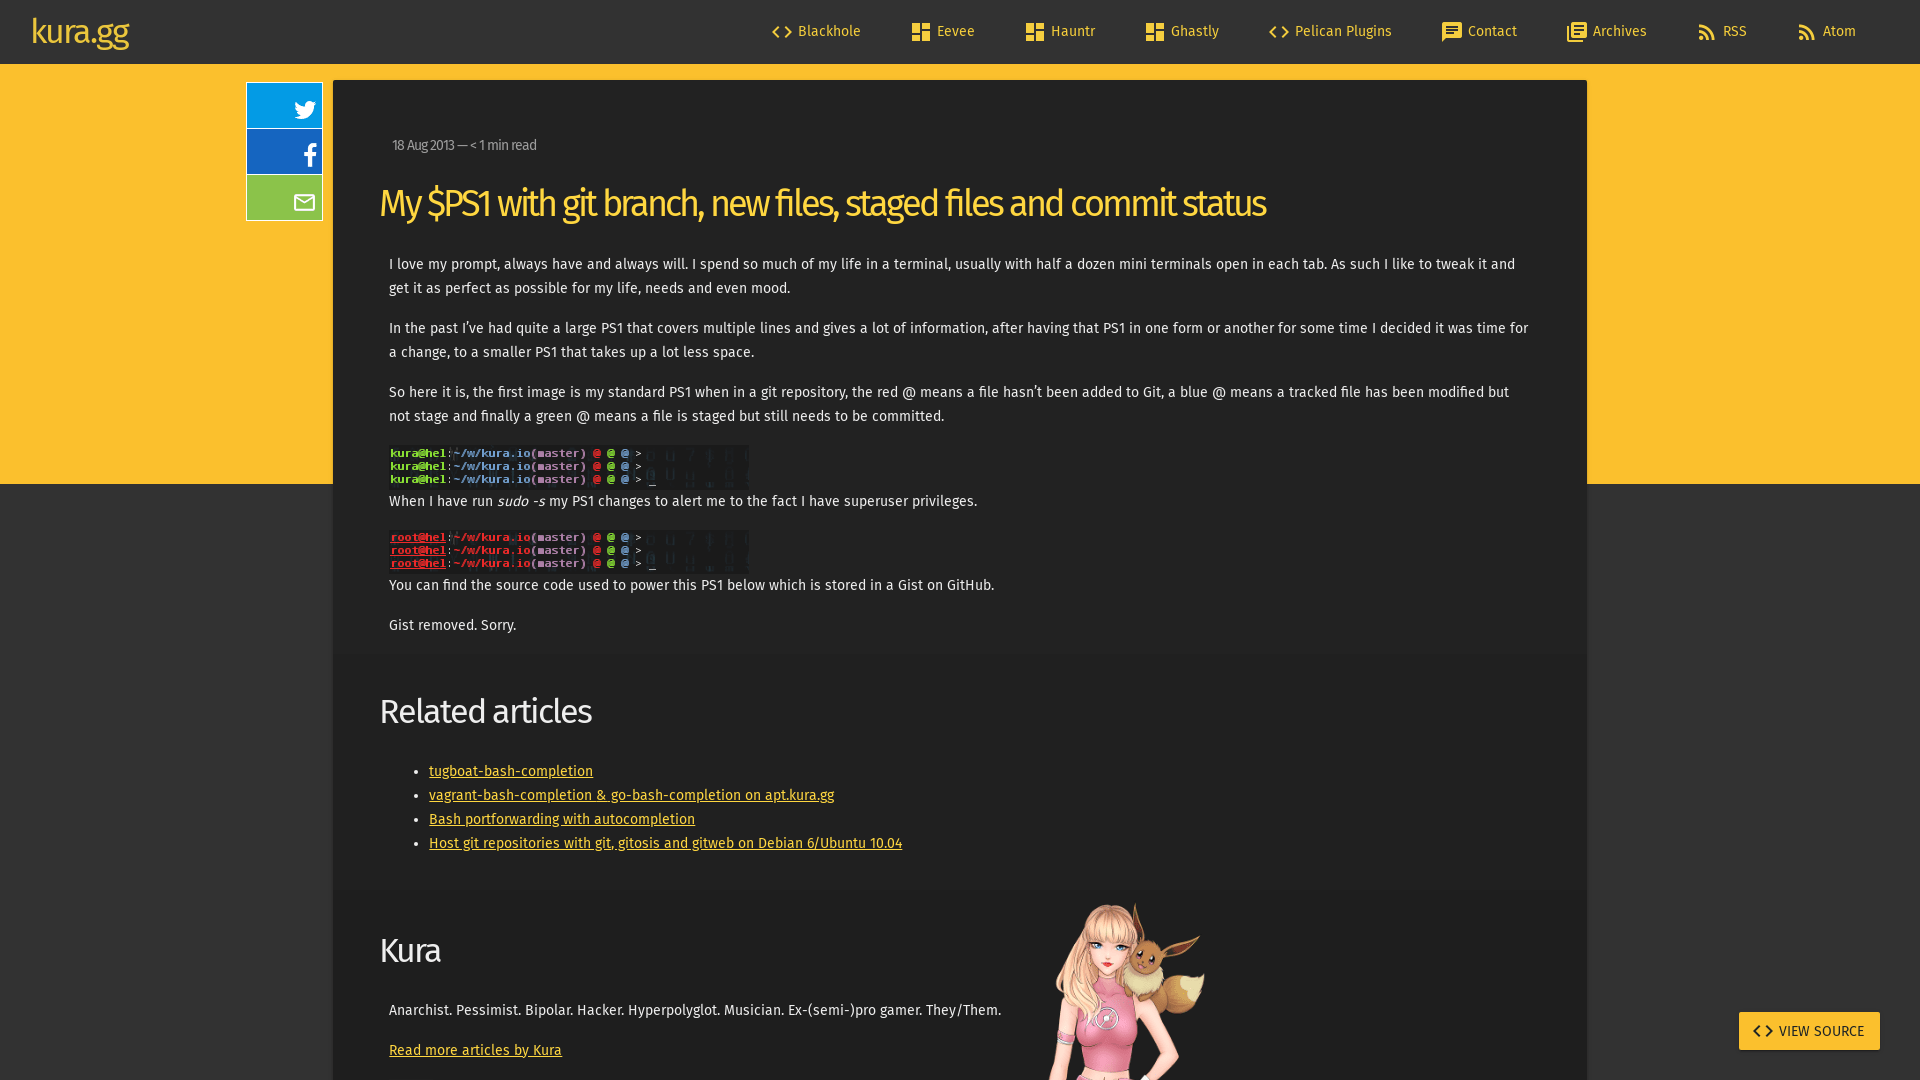 kura.gg
Blackhole
Eevee
Hauntr
Ghastly
Pelican Plugins
Contact
Archives
RSS
Atom
18 Aug 2013 — < 1 min read
My $PS1 with git branch, new files, staged files and commit status
I love my prompt, always have and always will. I spend so much of my life in a terminal, usually with half a dozen mini terminals open in each tab. As such I like to tweak it and
get it as perfect as possible for my life, needs and even mood.
In the past I’ve had quite a large PS1 that covers multiple lines and gives a lot of information, after having that PS1 in one form or another for some time I decided it was time for
a change, to a smaller PS1 that takes up a lot less space.
So here it is, the first image is my standard PS1 when in a git repository, the red @ means a file hasn’t been added to Git, a blue @ means a tracked file has been modified but
not stage and finally a green @ means a file is staged but still needs to be committed.
kura@hel:~/w/kura.io(master) @ @ @ >
kura@hel:~/w/kura.io(master) @ @ @ >
kura@hel:~/w/kura.io(master) @ @ @ > _
When I have run sudo -s my PS1 changes to alert me to the fact I have superuser privileges.
root@hel:~/w/kura.io(master) @ @ @ >
root@hel:~/w/kura.io(master) @ @ @ >
root@hel:~/w/kura.io(master) @ @ @ > _
You can find the source code used to power this PS1 below which is stored in a Gist on GitHub.
Gist removed. Sorry.
Related articles
tugboat-bash-completion
vagrant-bash-completion & go-bash-completion on apt.kura.gg
Bash portforwarding with autocompletion
Host git repositories with git, gitosis and gitweb on Debian 6/Ubuntu 10.04
Kura
Anarchist. Pessimist. Bipolar. Hacker. Hyperpolyglot. Musician. Ex-(semi-)pro gamer. They/Them.
Read more articles by Kura
VIEW SOURCE